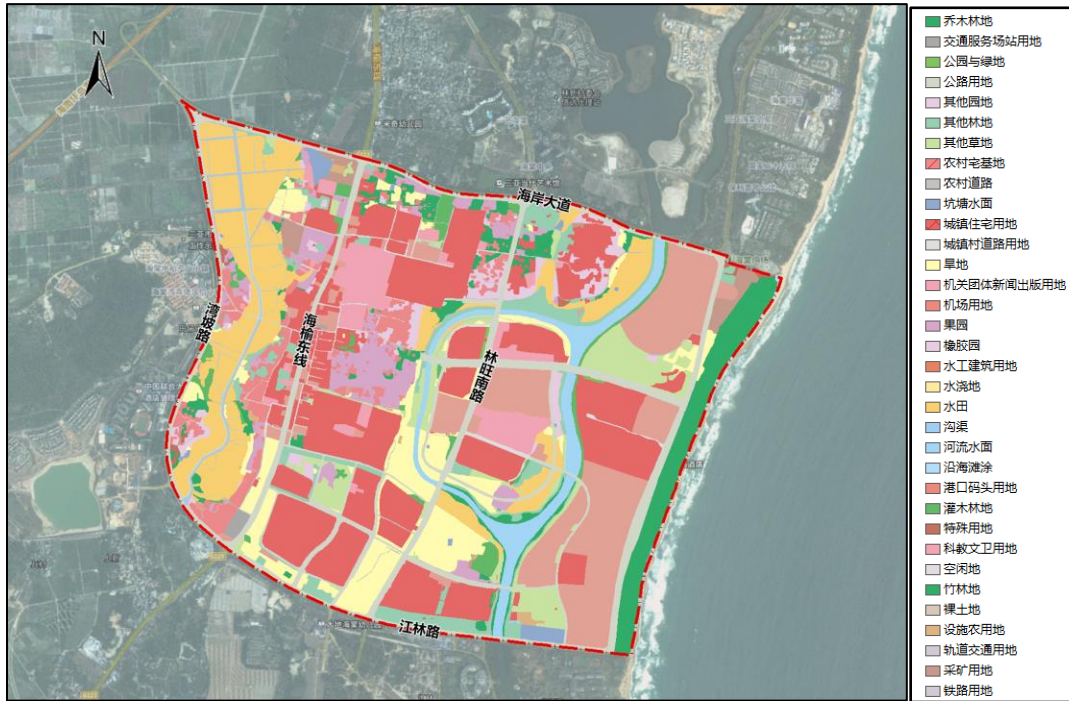 N
海岸大道
湾坡路
海榆东线
林旺南路
江林路
乔木林地
交通服务场站用地
公园与绿地
公路用地
其他园地
其他林地
其他草地
农村宅基地
农村道路
坑塘水面
城镇住宅用地
城镇村道路用地
旱地
机关团体新闻出版用地
机场用地
果园
橡胶园
水工建筑用地
水浇地
水田
沟渠
河流水面
沿海滩涂
港口码头用地
灌木林地
特殊用地
科教文卫用地
空闲地
竹林地
裸土地
设施农用地
轨道交通用地
采矿用地
铁路用地